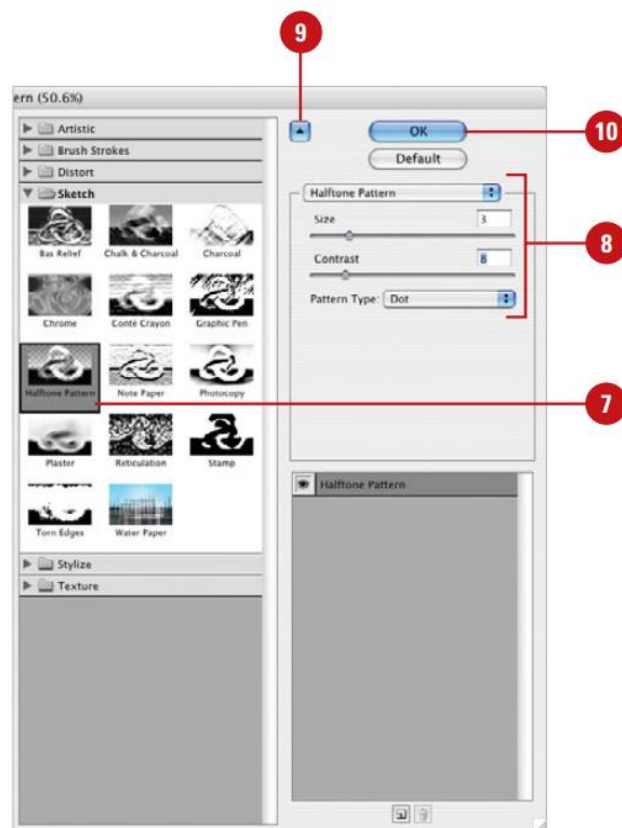 9
ern (50.6%)
Artistic
Brush Strokes
Distort
Sketch
Bas Relief
Chalk & Charcoal
Charcoal
Chrome
Conté Crayon
Graphic Pen
Halftone Pattern
Note Paper
Photocopy
Plaster
Reticulation
Stamp
Torn Edges
Water Paper
Stylize
Texture
OK
10
Default
Halftone Pattern
Size
3
Contrast
8
Pattern Type: Dot
8
7
Halftone Pattern